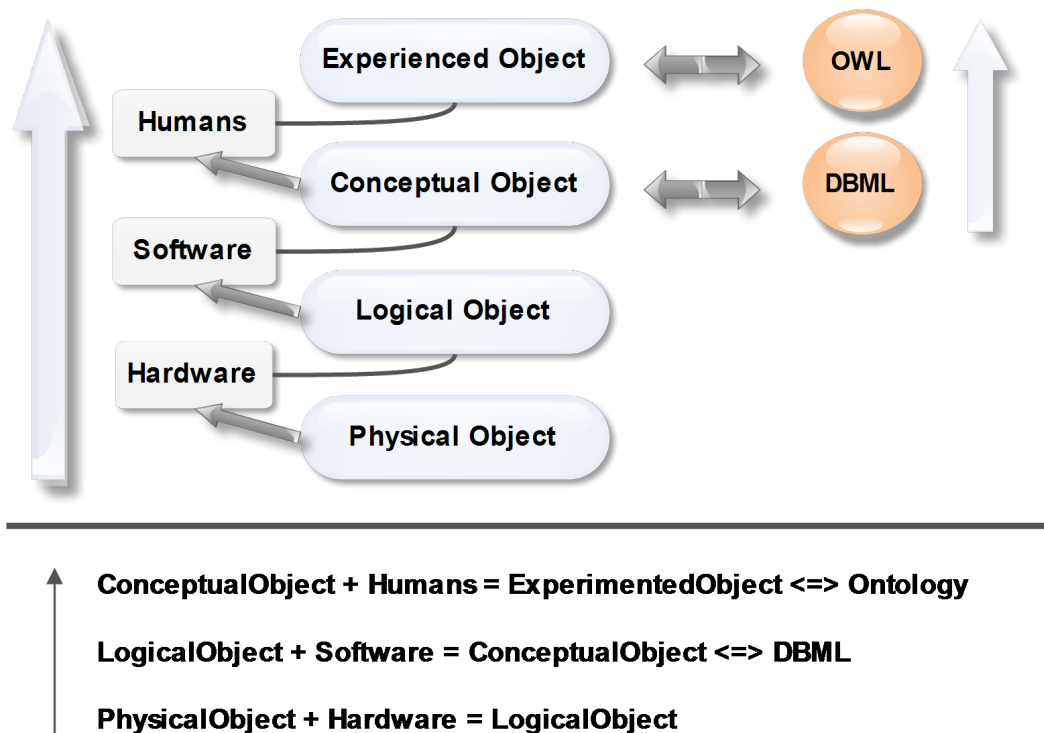 Experienced Object
OWL
Humans
Conceptual Object
DBML
Software
Logical Object
Hardware
Physical Object
ConceptualObject + Humans = ExperimentedObject <=> Ontology
LogicalObject + Software = ConceptualObject <=> DBML
PhysicalObject + Hardware = LogicalObject